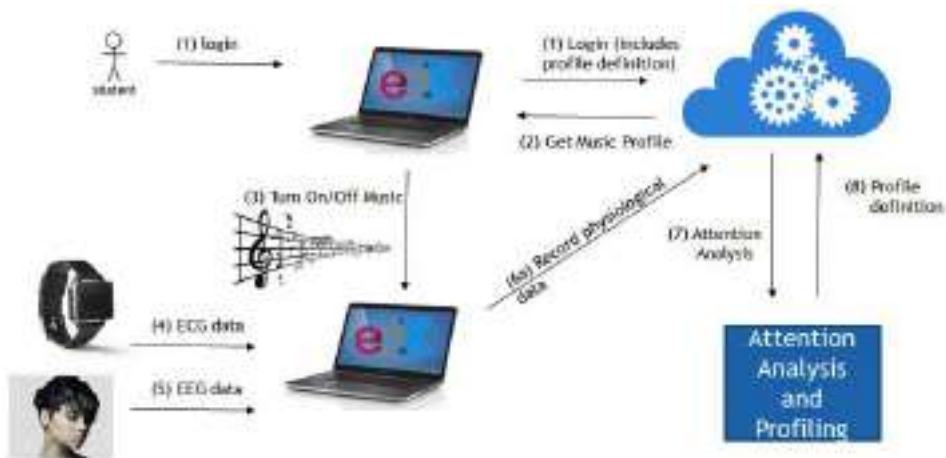 (1) login
student
(1) Login (includes
profile definition)
(2) Get Music Profile
(3) Turn On/Off Music
(4) ECG data
(5) EEG data
(6a) Record physiological
data
(7) Attention
Analysis
(8) Profile
definition
Attention
Analysis
and
Profiling